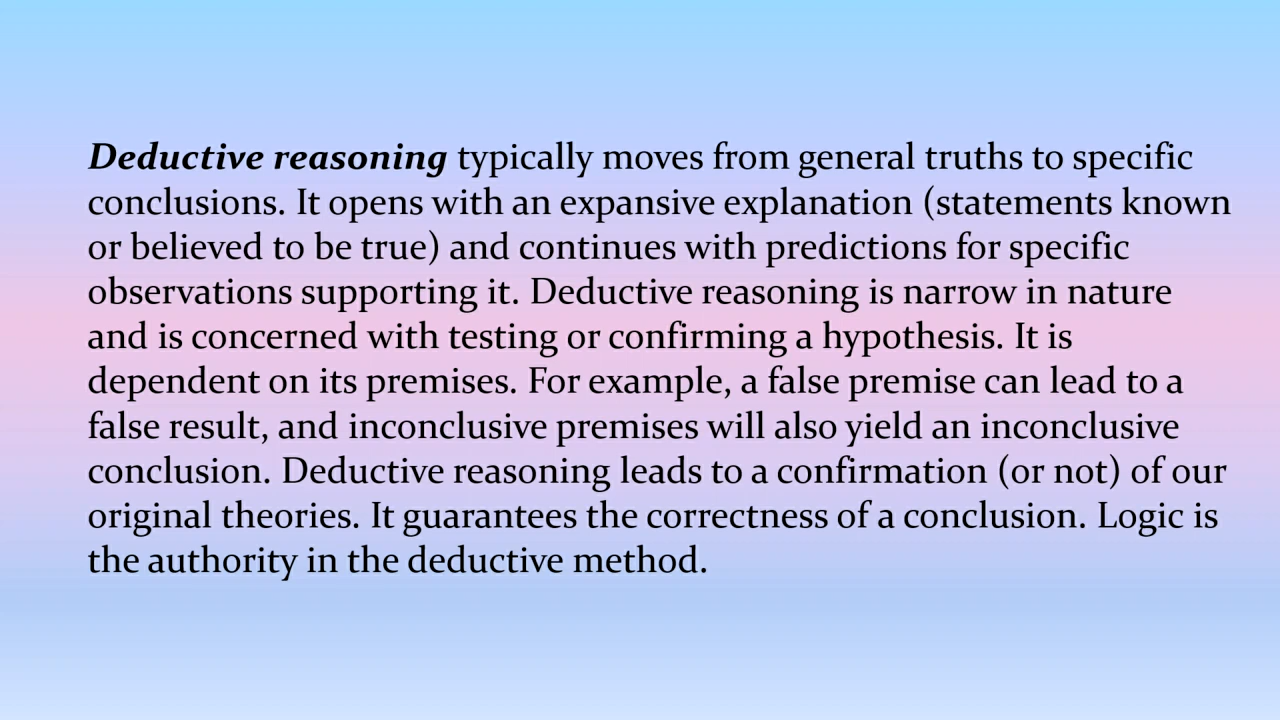 Deductive reasoning typically moves from general truths to specific
conclusions. It opens with an expansive explanation (statements known
or believed to be true) and continues with predictions for specific
observations supporting it. Deductive reasoning is narrow in nature
and is concerned with testing or confirming a hypothesis. It is
dependent on its premises. For example, a false premise can lead to a
false result, and inconclusive premises will also yield an inconclusive
conclusion. Deductive reasoning leads to a confirmation (or not) of our
original theories. It guarantees the correctness of a conclusion. Logic is
the authority in the deductive method.